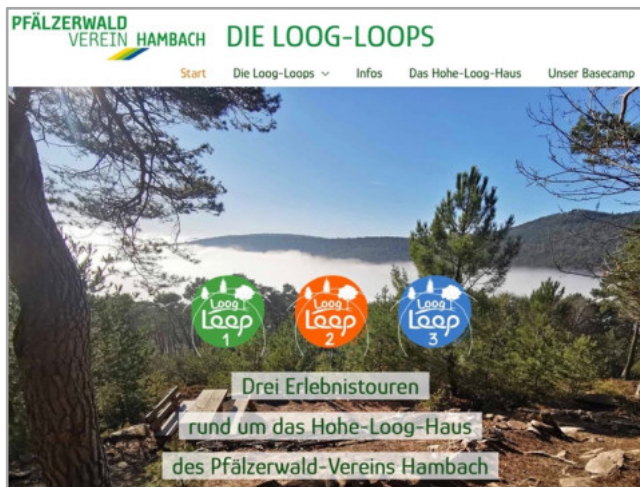 PFÄLZERWALD
VEREIN HAMBACH
DIE LOOG-LOOPS
Start Die Loog-Loops Infos Das Hohe-Loog-Haus Unser Basecamp
Loog Loop 1
Loog Loop 2
Loog Loop 3
Drei Erlebnistouren
rund um das Hohe-Loog-Haus
des Pfälzerwald-Vereins Hambach